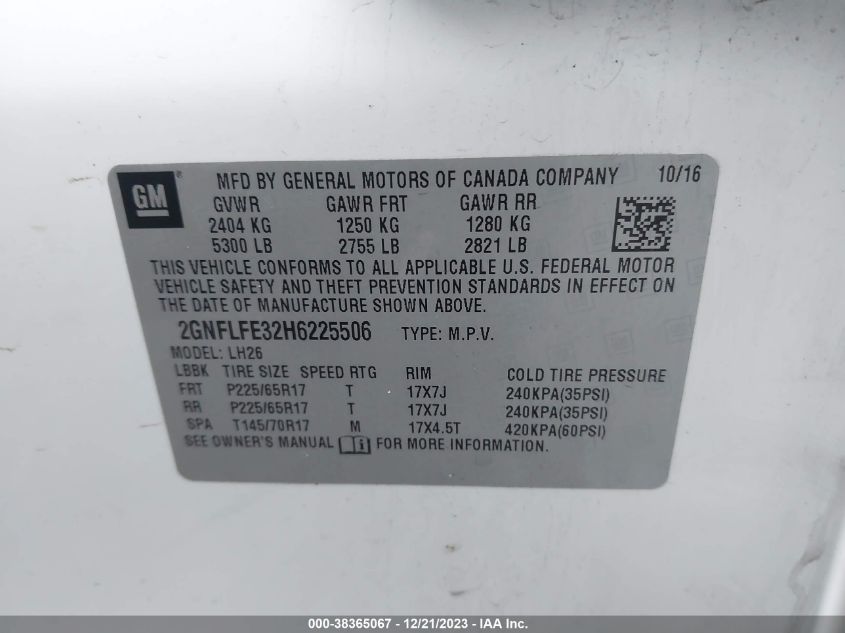 GM
MFD BY GENERAL MOTORS OF CANADA COMPANY 10/16
GVWR GAWR FRT GAWR RR
2404 KG 1250 KG 1280 KG
5300 LB 2755 LB 2821 LB
THIS VEHICLE CONFORMS TO ALL APPLICABLE U.S. FEDERAL MOTOR
VEHICLE SAFETY AND THEFT PREVENTION STANDARDS IN EFFECT ON
THE DATE OF MANUFACTURE SHOWN ABOVE.
2GNFLFE32H6225506 TYPE: M.P.V.
MODEL: LH26
LBBK TIRE SIZE SPEED RTG RIM COLD TIRE PRESSURE
FRT P225/65R17 T 17X7J 240KPA(35PSI)
RR P225/65R17 T 17X7J 240KPA(35PSI)
SPA T145/70R17 M 17X4.5T 420KPA(60PSI)
SEE OWNER'S MANUAL FOR MORE INFORMATION.
000-38365067 - 12/21/2023 - IAA Inc.